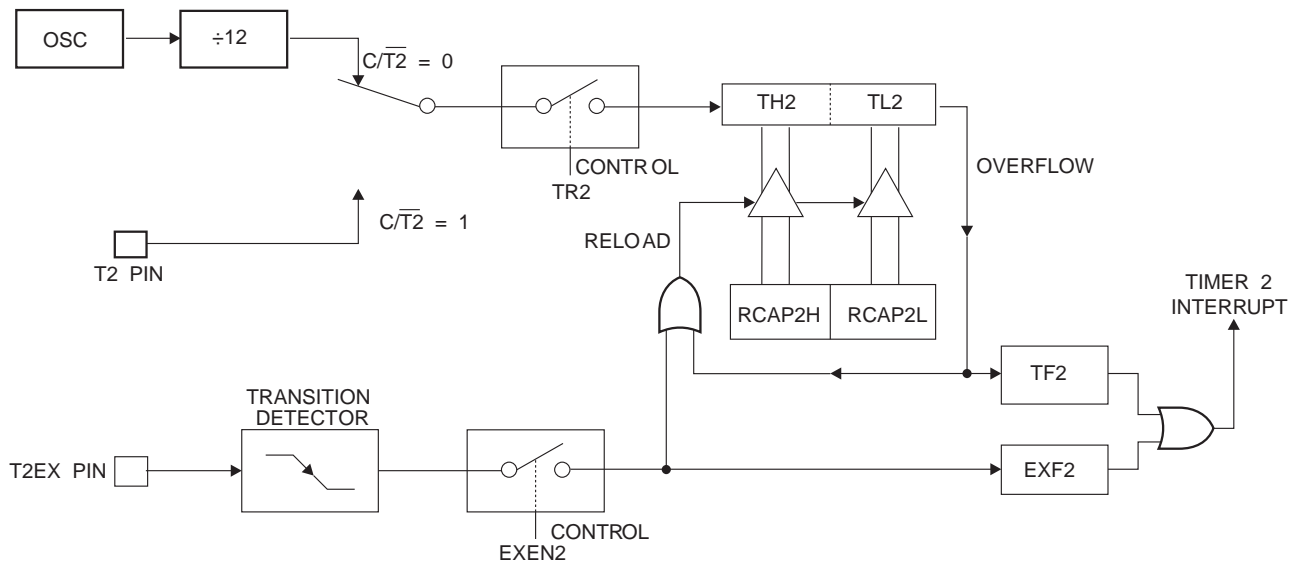 OSC
÷12
C/T2 = 0
TH2
TL2
CONTROL
TR2
OVERFLOW
C/T2 = 1
RELOAD
T2 PIN
TIMER 2
INTERRUPT
RCAP2H
RCAP2L
TF2
TRANSITION
DETECTOR
T2EX PIN
EXF2
CONTROL
EXEN2